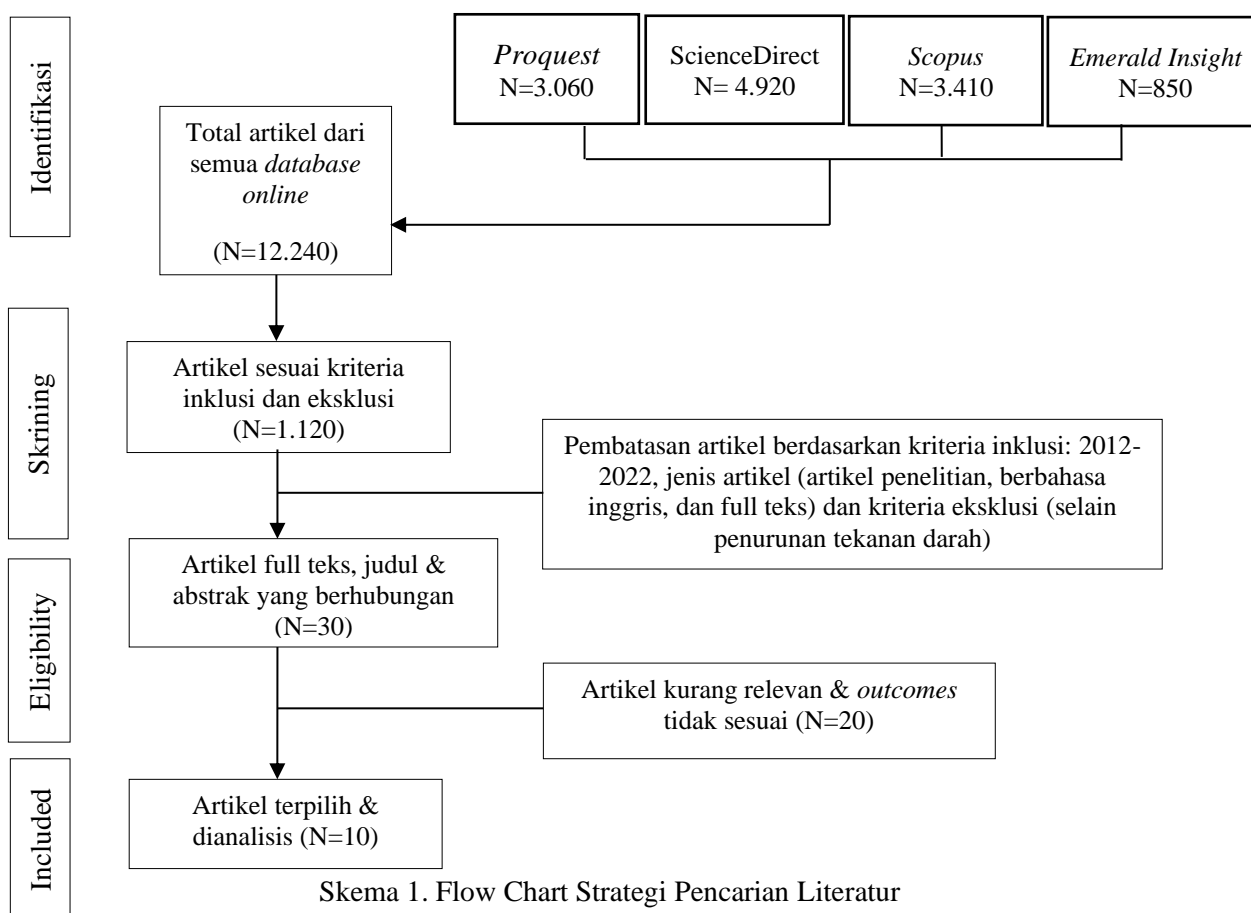 Identifikasi
Proquest
N=3.060
ScienceDirect
N= 4.920
Scopus
N=3.410
Emerald Insight
N=850
Total artikel dari
semua database
online
(N=12.240)
Skrining
Artikel sesuai kriteria
inklusi dan eksklusi
(N=1.120)
Pembatasan artikel berdasarkan kriteria inklusi: 2012-
2022, jenis artikel (artikel penelitian, berbahasa
inggris, dan full teks) dan kriteria eksklusi (selain
penurunan tekanan darah)
Eligibility
Artikel full teks, judul &
abstrak yang berhubungan
(N=30)
Artikel kurang relevan & outcomes
tidak sesuai (N=20)
Included
Artikel terpilih &
dianalisis (N=10)
Skema 1. Flow Chart Strategi Pencarian Literatur